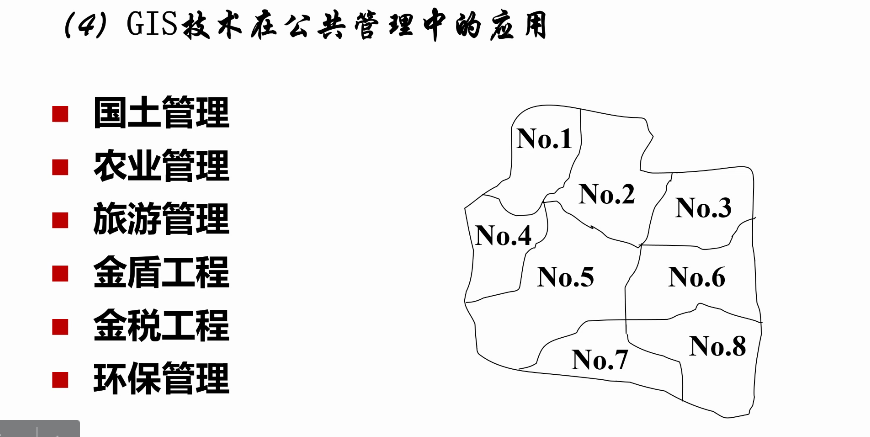 (4) GIS技术在公共管理中的应用
国土管理
农业管理
旅游管理
金盾工程
金税工程
环保管理
No.1
No.2
No.3
No.4
No.5
No.6
No.7
No.8